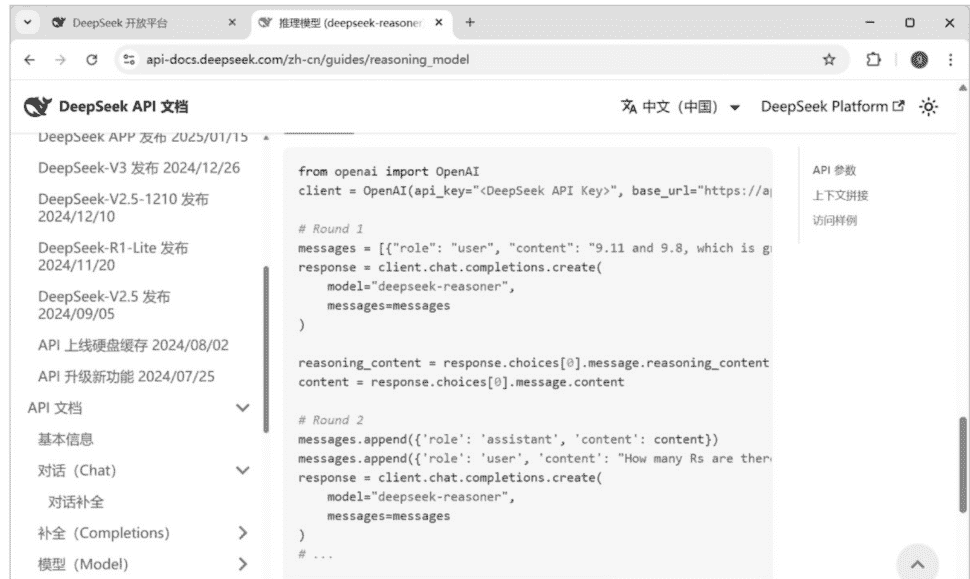 DeepSeek 开放平台
推理模型 (deepseek-reasoner
api-docs.deepseek.com/zh-cn/guides/reasoning_model
DeepSeek API 文档
中文（中国）
DeepSeek Platform
DeepSeek APP 发布 2025/01/15
DeepSeek-V3 发布 2024/12/26
DeepSeek-V2.5-1210 发布
2024/12/10
DeepSeek-R1-Lite 发布
2024/11/20
DeepSeek-V2.5 发布
2024/09/05
API 上线硬盘缓存 2024/08/02
API 升级新功能 2024/07/25
API 文档
基本信息
对话（Chat）
对话补全
补全（Completions）
模型（Model）
from openai import OpenAI
client = OpenAI(api_key="<DeepSeek API Key>", base_url="https://a
# Round 1
messages = [{"role": "user", "content": "9.11 and 9.8, which is g
response = client.chat.completions.create(
    model="deepseek-reasoner",
    messages=messages
)
reasoning_content = response.choices[0].message.reasoning_content
content = response.choices[0].message.content
# Round 2
messages.append({'role': 'assistant', 'content': content})
messages.append({'role': 'user', 'content': "How many Rs are ther
response = client.chat.completions.create(
    model="deepseek-reasoner",
    messages=messages
)
# ...
API 参数
上下文拼接
访问样例